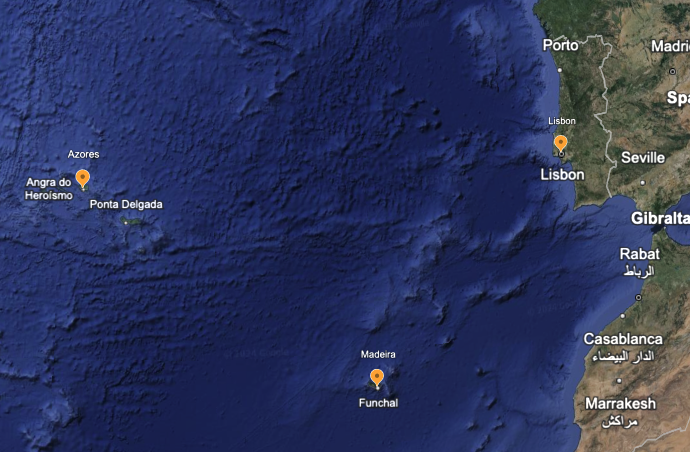 Porto
Madri
Spa
Lisbon
Lisbon
Azores
Angra do
Heroísmo
Ponta Delgada
Seville
Gibralta
Rabat
الرباط
Casablanca
الدار البيضاء
Madeira
Funchal
Marrakesh
مراكش